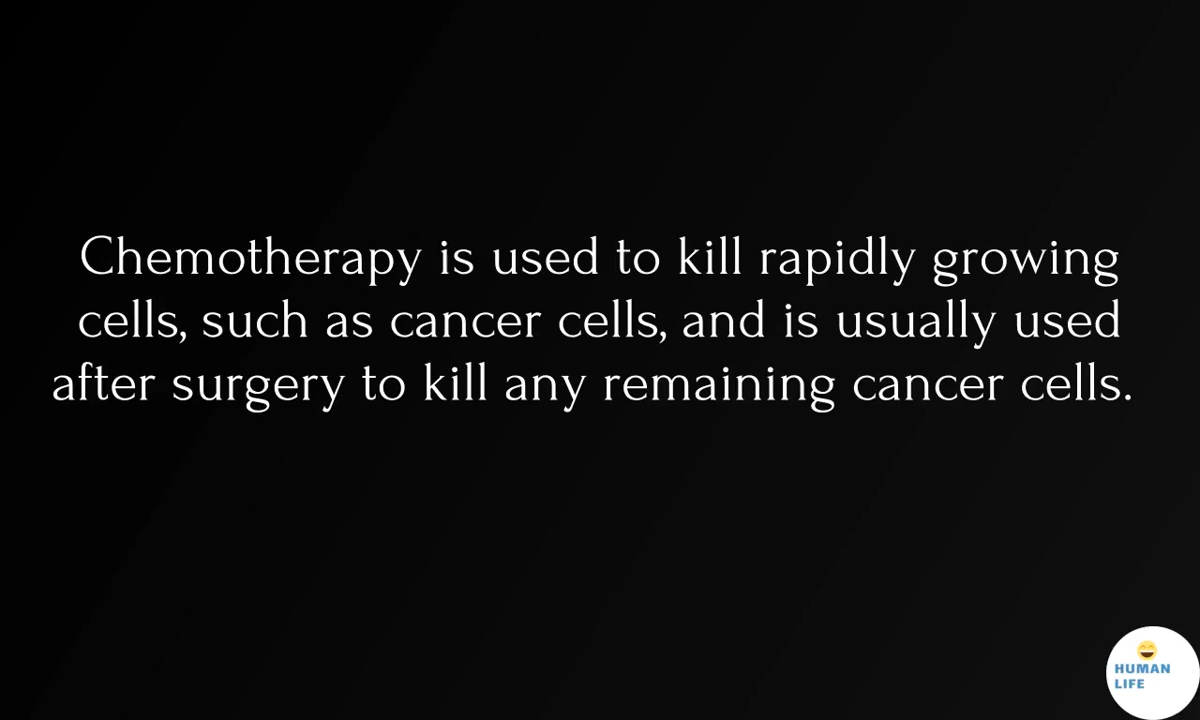 Chemotherapy is used to kill rapidly growing
cells, such as cancer cells, and is usually used
after surgery to kill any remaining cancer cells.
HUMAN
LIFE